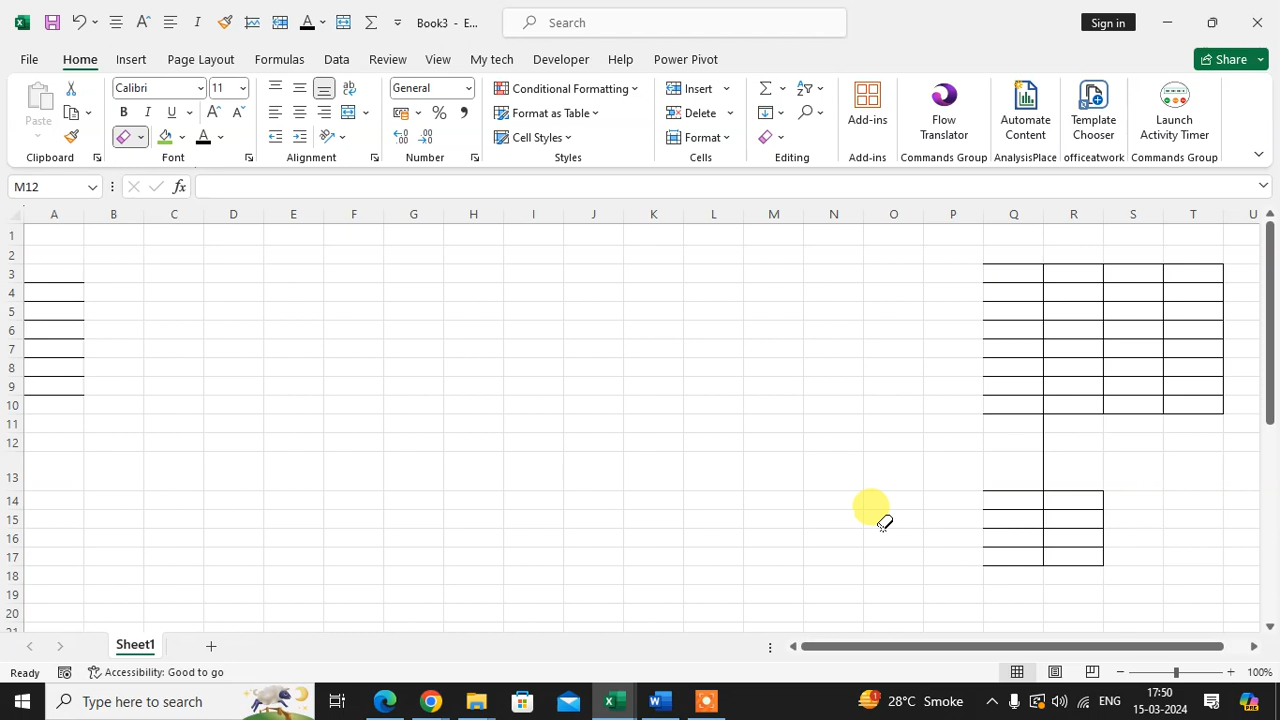 Book3 - E...
Search
Sign in
File Home Insert Page Layout Formulas Data Review View My tech Developer Help Power Pivot
Share
Paste
Calibri 11
B I U
Clipboard
Font
Alignment
General
%
Number
Conditional Formatting
Format as Table
Cell Styles
Styles
Insert
Delete
Format
Cells
Editing
Add-ins
Add-ins
Flow Translator
Commands Group
Automate Content
AnalysisPlace
Template Chooser
officeatwork
Launch Activity Timer
Commands Group
M12 fx
A B C D E F G H I J K L M N O P Q R S T U
1
2
3
4
5
6
7
8
9
10
11
12
13
14
15
16
17
18
19
20
21
Sheet1
Ready Accessibility: Good to go 100%
Type here to search
28°C Smoke
ENG
17:50
15-03-2024